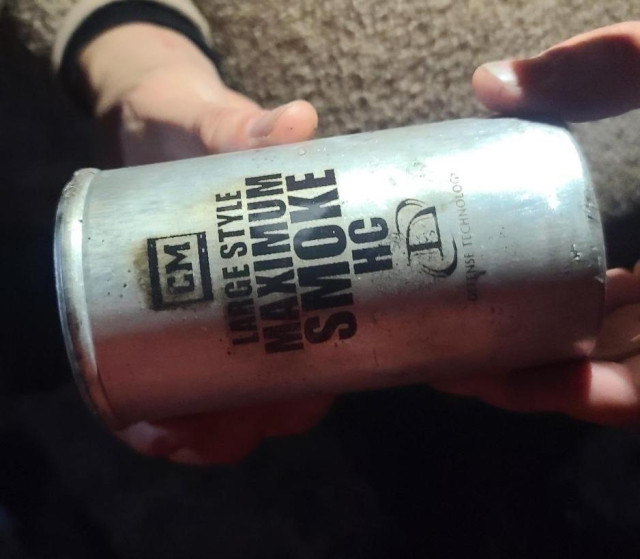 CM
LARGE STYLE
MAXIMUM
SMOKE
HC
D
DEFENSE TECHNOLOGY